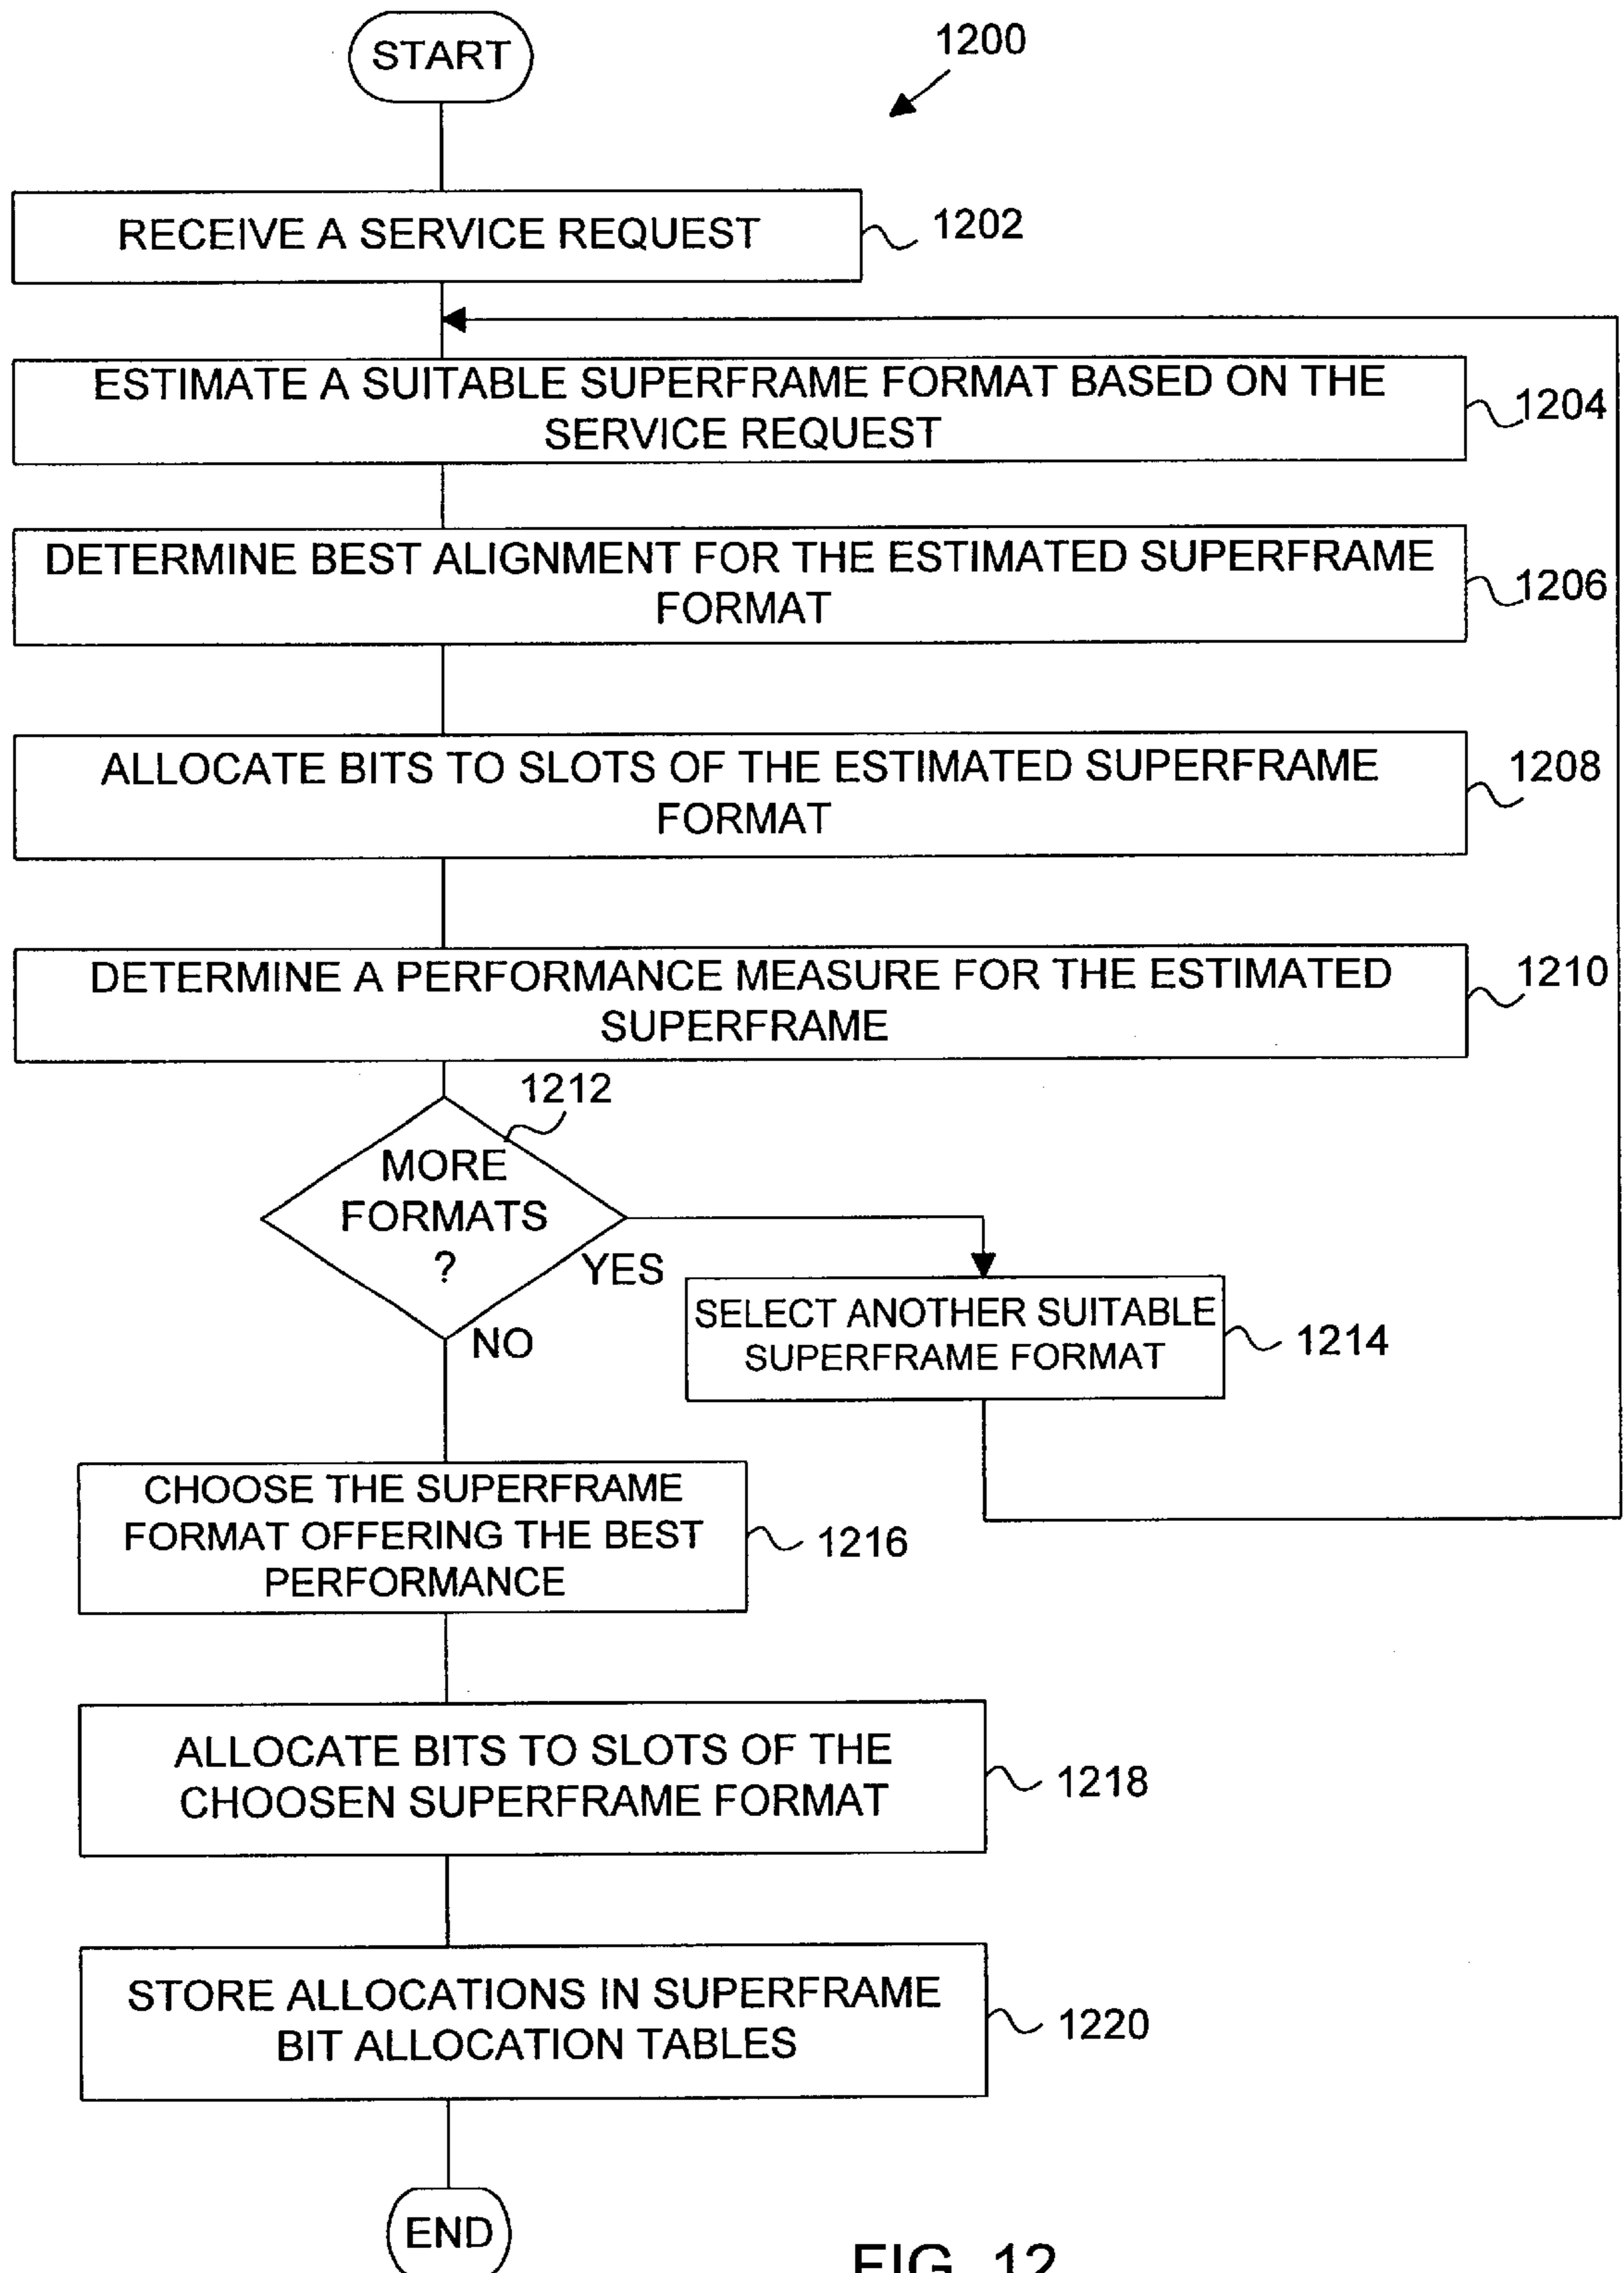 START
1200
RECEIVE A SERVICE REQUEST
1202
ESTIMATE A SUITABLE SUPERFRAME FORMAT BASED ON THE
SERVICE REQUEST
1204
DETERMINE BEST ALIGNMENT FOR THE ESTIMATED SUPERFRAME
FORMAT
1206
ALLOCATE BITS TO SLOTS OF THE ESTIMATED SUPERFRAME
FORMAT
1208
DETERMINE A PERFORMANCE MEASURE FOR THE ESTIMATED
SUPERFRAME
1210
1212
MORE
FORMATS
?
YES
NO
SELECT ANOTHER SUITABLE
SUPERFRAME FORMAT
1214
CHOOSE THE SUPERFRAME
FORMAT OFFERING THE BEST
PERFORMANCE
1216
ALLOCATE BITS TO SLOTS OF THE
CHOOSEN SUPERFRAME FORMAT
1218
STORE ALLOCATIONS IN SUPERFRAME
BIT ALLOCATION TABLES
1220
END
FIG. 12